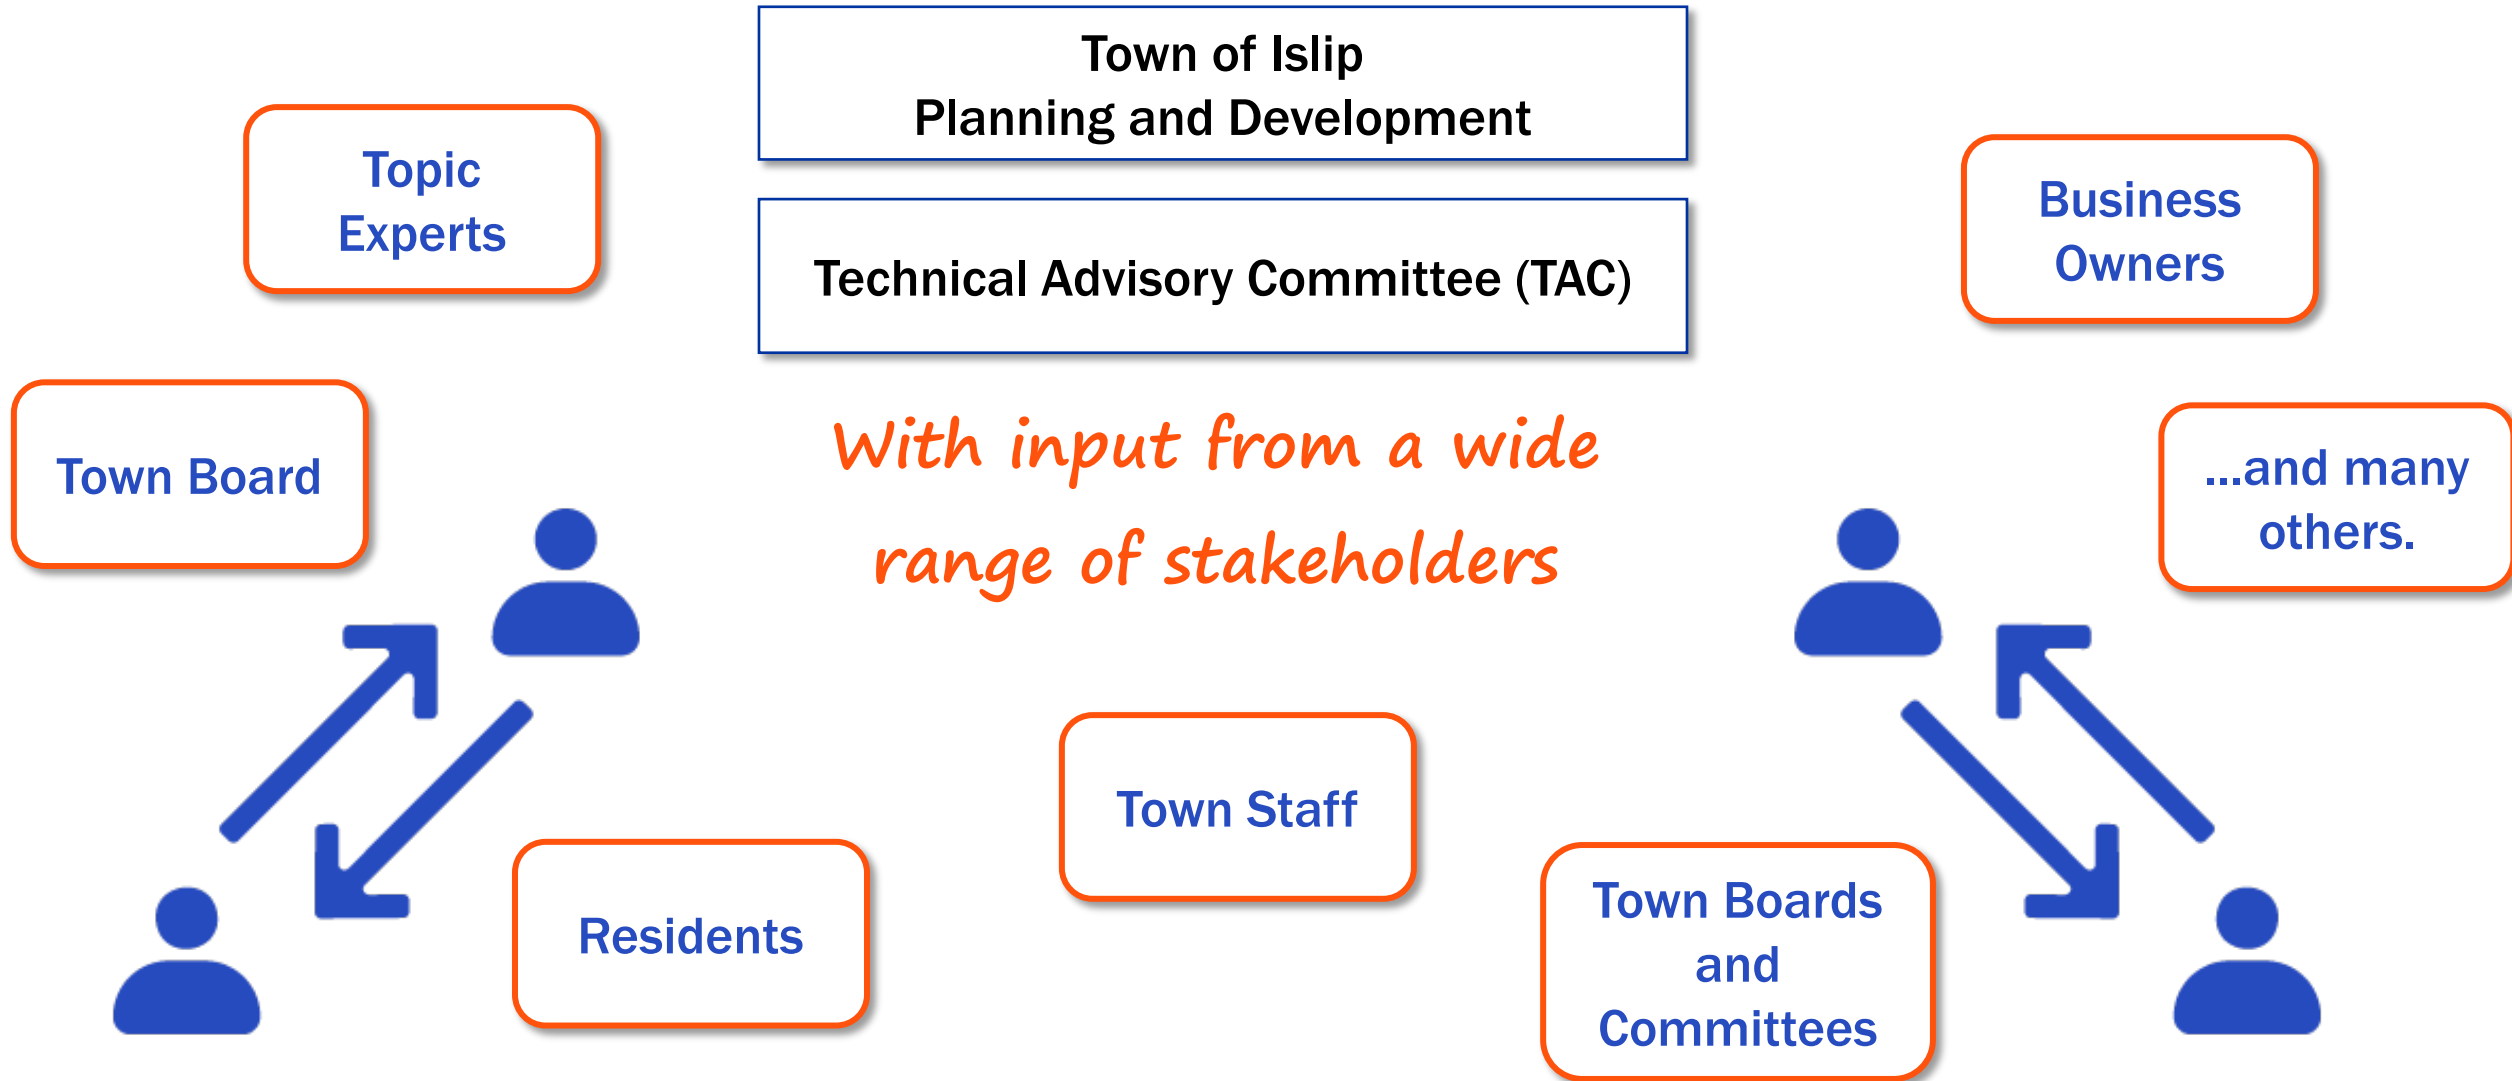 Town of Islip
Planning and Development
Topic
Experts
Technical Advisory Committee (TAC)
Business
Owners
Town Board
With input from a wide
range of stakeholders
...and many
others.
Town Staff
Residents
Town Boards
and
Committees